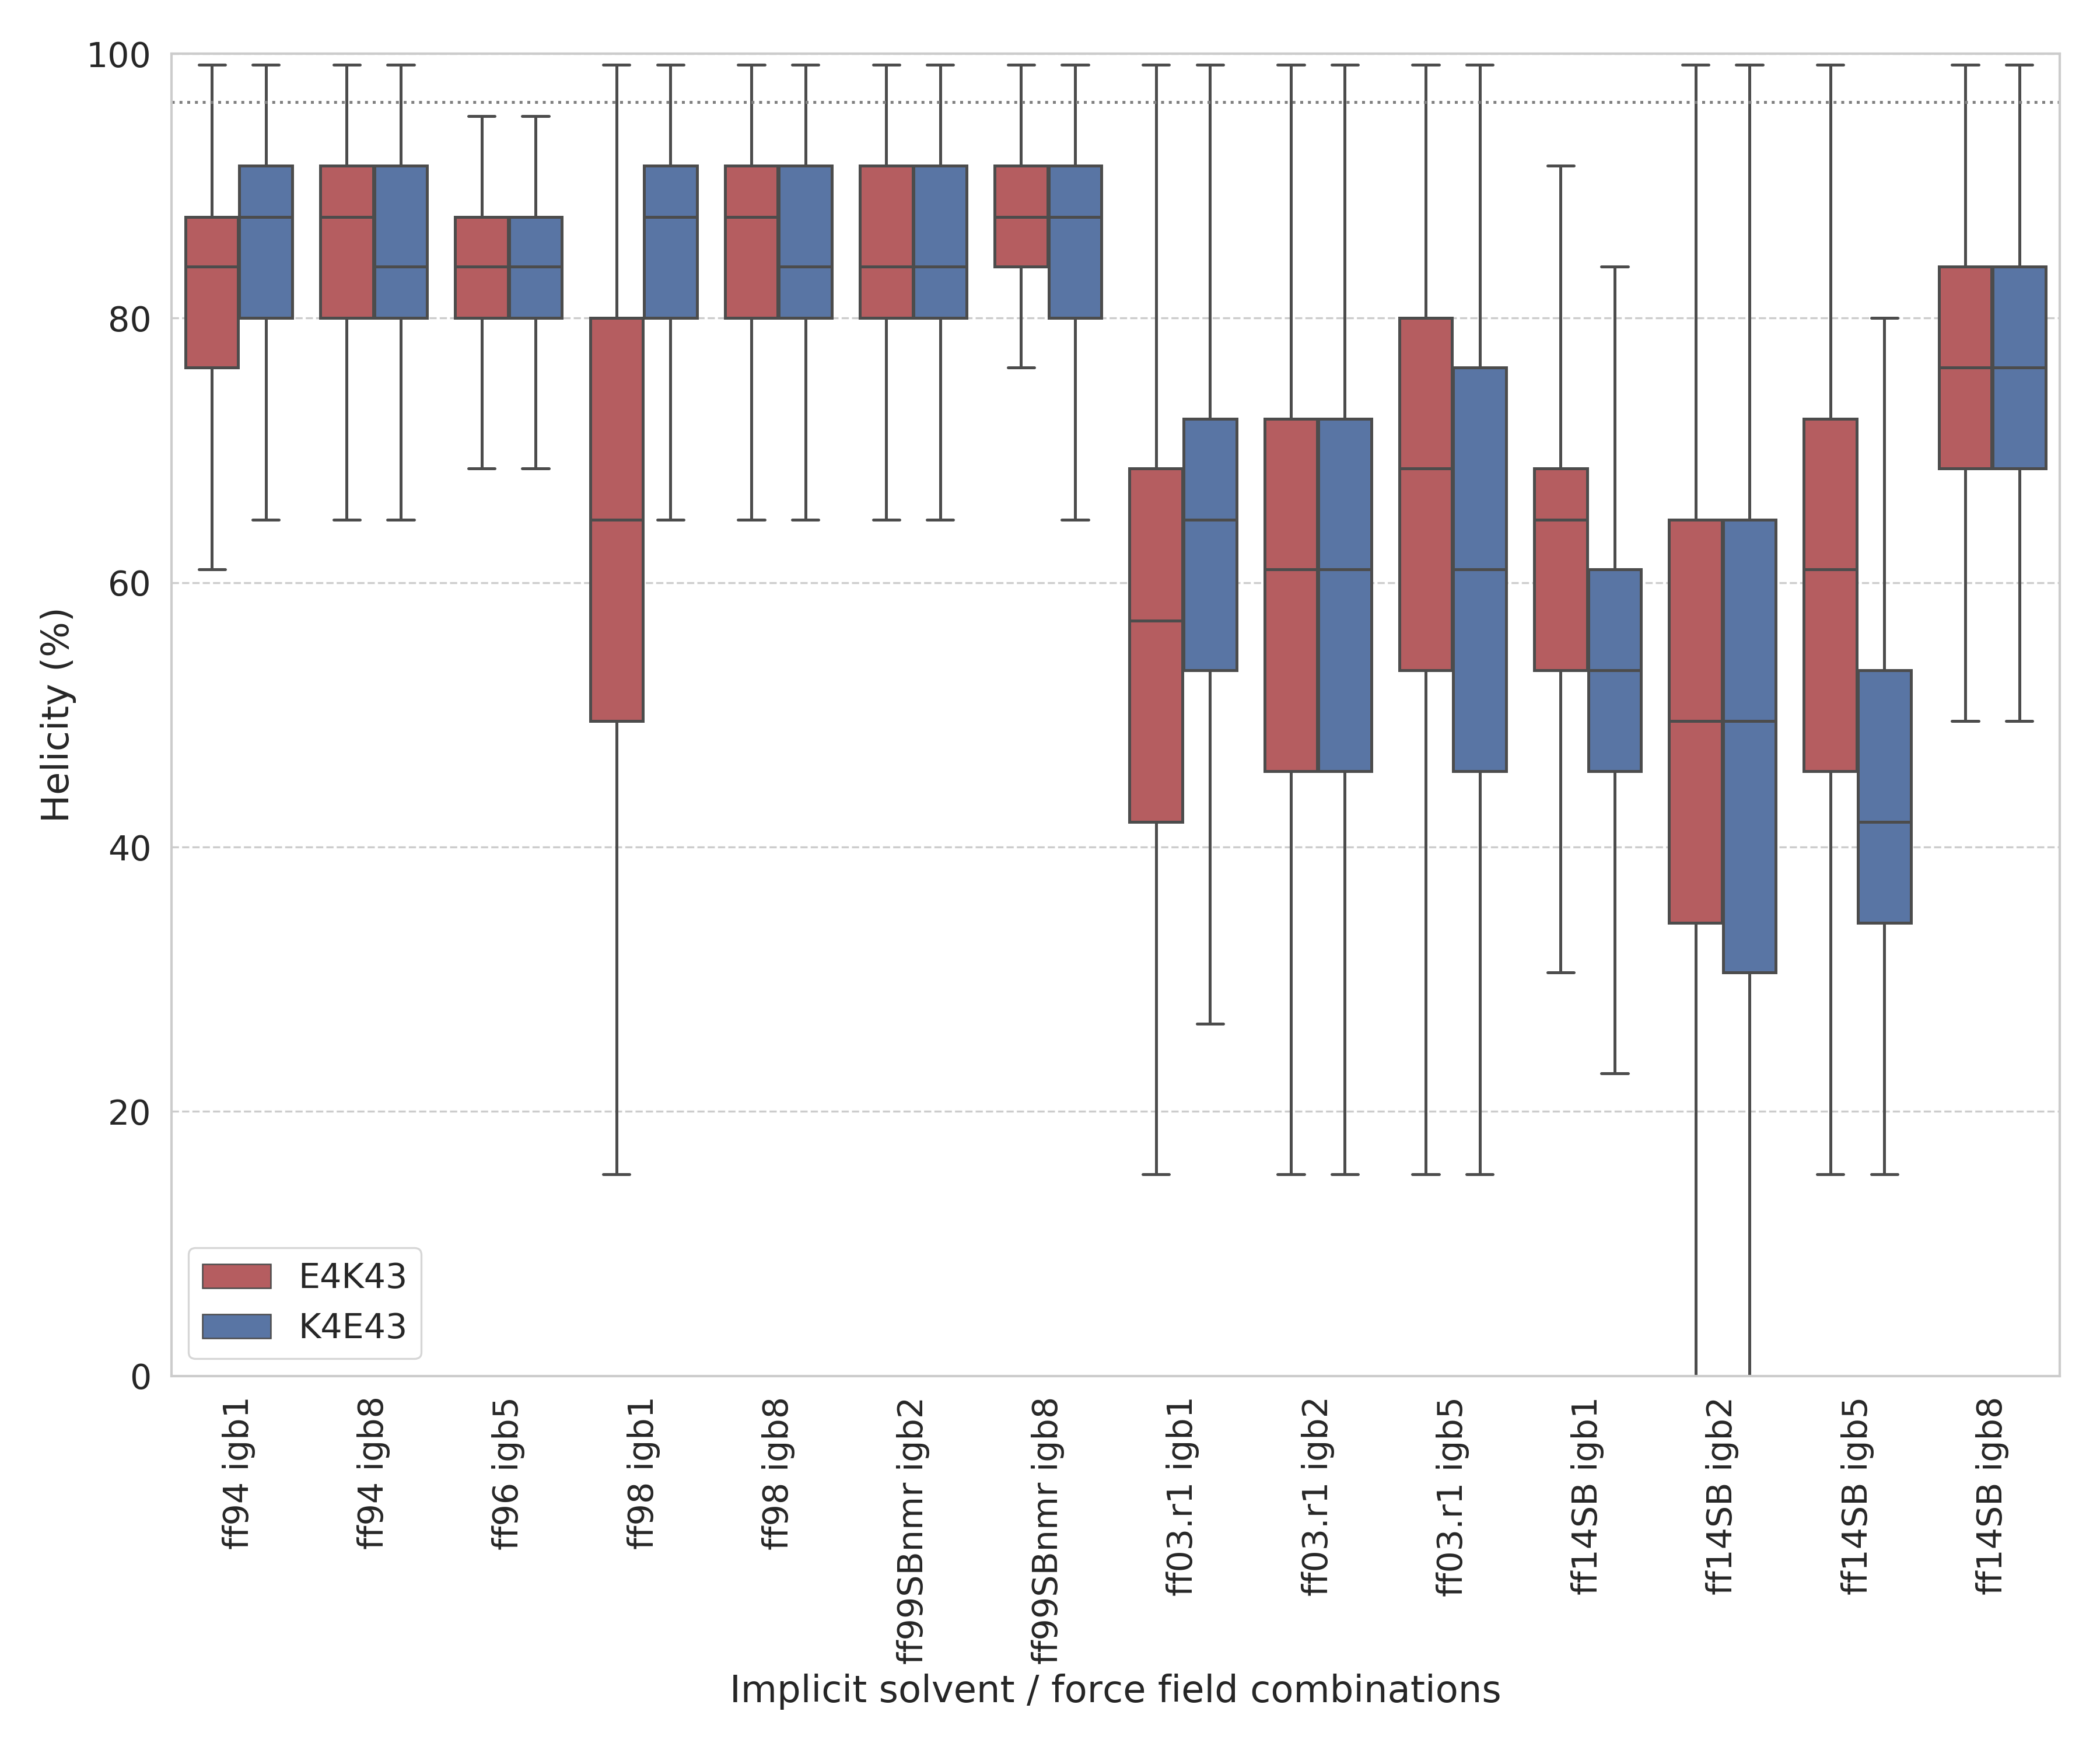 100
80
60
40
20
0
Helicity (%)
E4K43
K4E43
ff94 igb1
ff94 igb8
ff96 igb5
ff98 igb1
ff98 igb8
ff99SBnmr igb2
ff99SBnmr igb8
ff03.r1 igb1
ff03.r1 igb2
ff03.r1 igb5
ff14SB igb1
ff14SB igb2
ff14SB igb5
ff14SB igb8
Implicit solvent / force field combinations